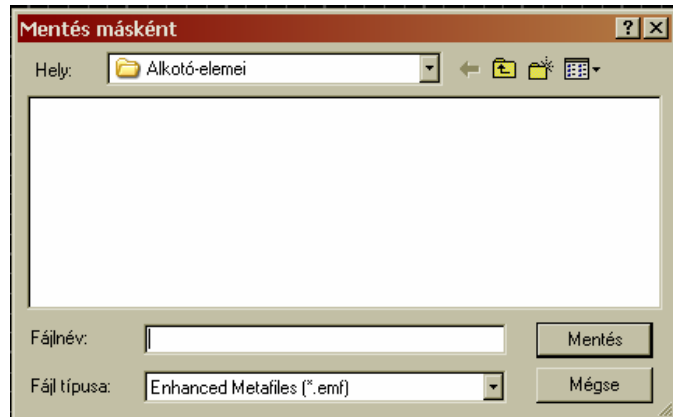 Mentés másként
Hely: Alkotó-elemei
Fájlnév: Mentés
Fájl típusa: Enhanced Metafiles (*.emf) Mégse